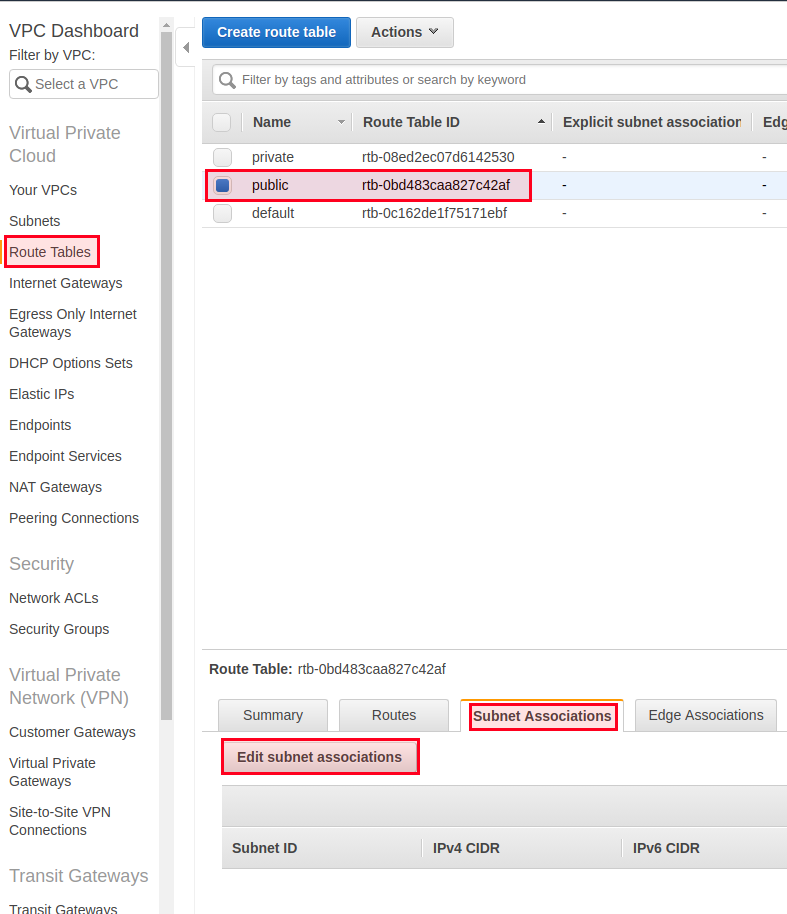 VPC Dashboard
Filter by VPC:
Select a VPC
Virtual Private
Cloud
Your VPCs
Subnets
Route Tables
Internet Gateways
Egress Only Internet
Gateways
DHCP Options Sets
Elastic IPs
Endpoints
Endpoint Services
NAT Gateways
Peering Connections
Security
Network ACLs
Security Groups
Virtual Private
Network (VPN)
Customer Gateways
Virtual Private
Gateways
Site-to-Site VPN
Connections
Transit Gateways
Transit Gateways
Create route table Actions
Filter by tags and attributes or search by keyword
Name Route Table ID Explicit subnet association Edg
private rtb-08ed2ec07d6142530 - -
public rtb-0bd483caa827c42af - -
default rtb-0c162de1f75171ebf - -
Route Table: rtb-0bd483caa827c42af
Summary Routes Subnet Associations Edge Associations
Edit subnet associations
Subnet ID IPv4 CIDR IPv6 CIDR